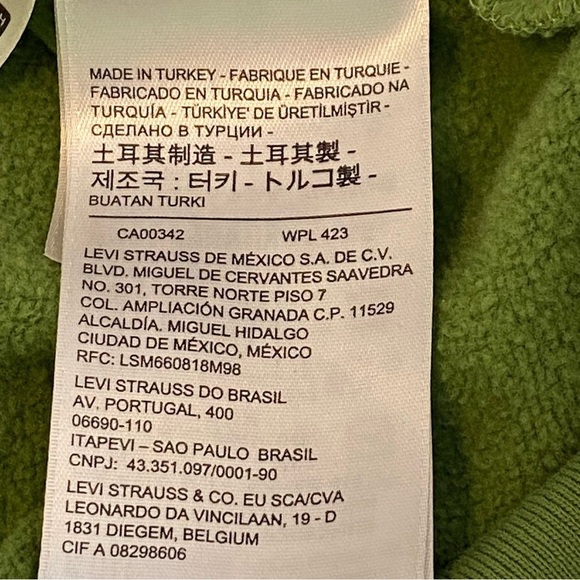 MADE IN TURKEY - FABRIQUE EN TURQUIE -
FABRICADO EN TURQUIA - FABRICADO NA
TURQUÍA - TÜRKİYE' DE ÜRETİLMİŞTİR -
СДЕЛАНО В ТУРЦИИ -
土耳其制造 - 土耳其製 -
제조국 : 터키 - トルコ製 -
BUATAN TURKI
CA00342 WPL 423
LEVI STRAUSS DE MÉXICO S.A. DE C.V.
BLVD. MIGUEL DE CERVANTES SAAVEDRA
NO. 301, TORRE NORTE PISO 7
COL. AMPLIACIÓN GRANADA C.P. 11529
ALCALDÍA. MIGUEL HIDALGO
CIUDAD DE MÉXICO, MÉXICO
RFC: LSM660818M98
LEVI STRAUSS DO BRASIL
AV. PORTUGAL, 400
06690-110
ITAPEVI – SAO PAULO BRASIL
CNPJ: 43.351.097/0001-90
LEVI STRAUSS & CO. EU SCA/CVA
LEONARDO DA VINCILAAN, 19 - D
1831 DIEGEM, BELGIUM
CIF A 08298606